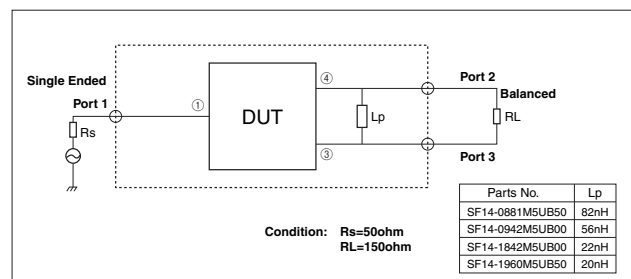 Single Ended
Port 1
Rs
①
DUT
④
③
Lp
Port 2
Balanced
RL
Port 3
Condition: Rs=50ohm
RL=150ohm
Parts No. Lp
SF14-0881M5UB50 82nH
SF14-0942M5UB00 56nH
SF14-1842M5UB00 22nH
SF14-1960M5UB50 20nH